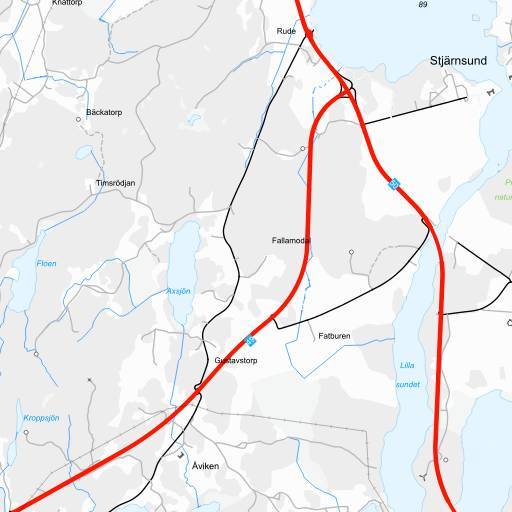 Knattorp
89
Rude
Stjärnsund
Bäckatorp
Timsrödjan
Fallamodal
Floen
Axsjön
Fatburen
Gustavstorp
Lilla
sundet
Kroppsjön
Åviken